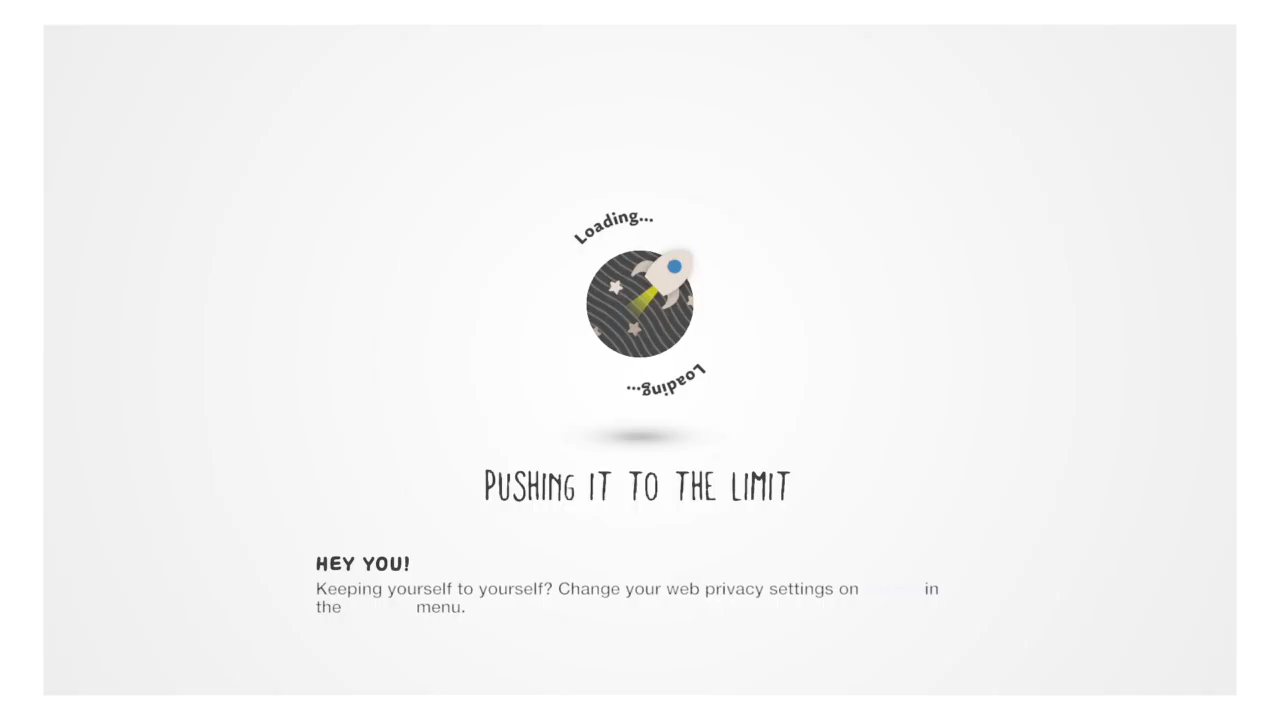 Loading...
Loading...
PUSHING IT TO THE LIMIT
HEY YOU!
Keeping yourself to yourself? Change your web privacy settings on in
the menu.